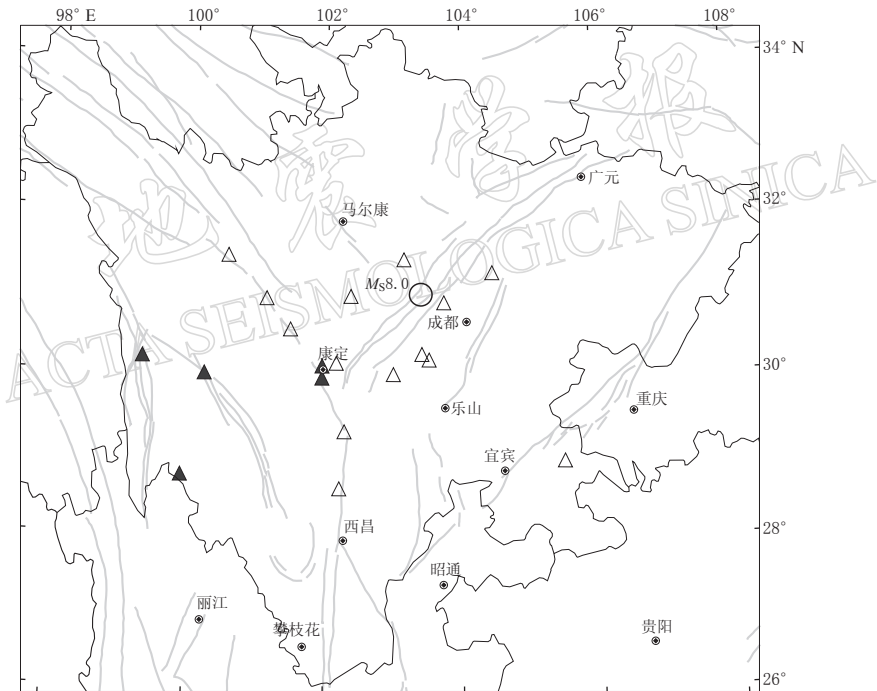 98° E 100° 102° 104° 106° 108°
34° N
地震学报
广元
ACTA SEISMOLOGICA SINICA
32°
马尔康
Ms8.0
成都
康定
30°
重庆
乐山
宜宾
28°
西昌
昭通
丽江
攀枝花
贵阳
26°